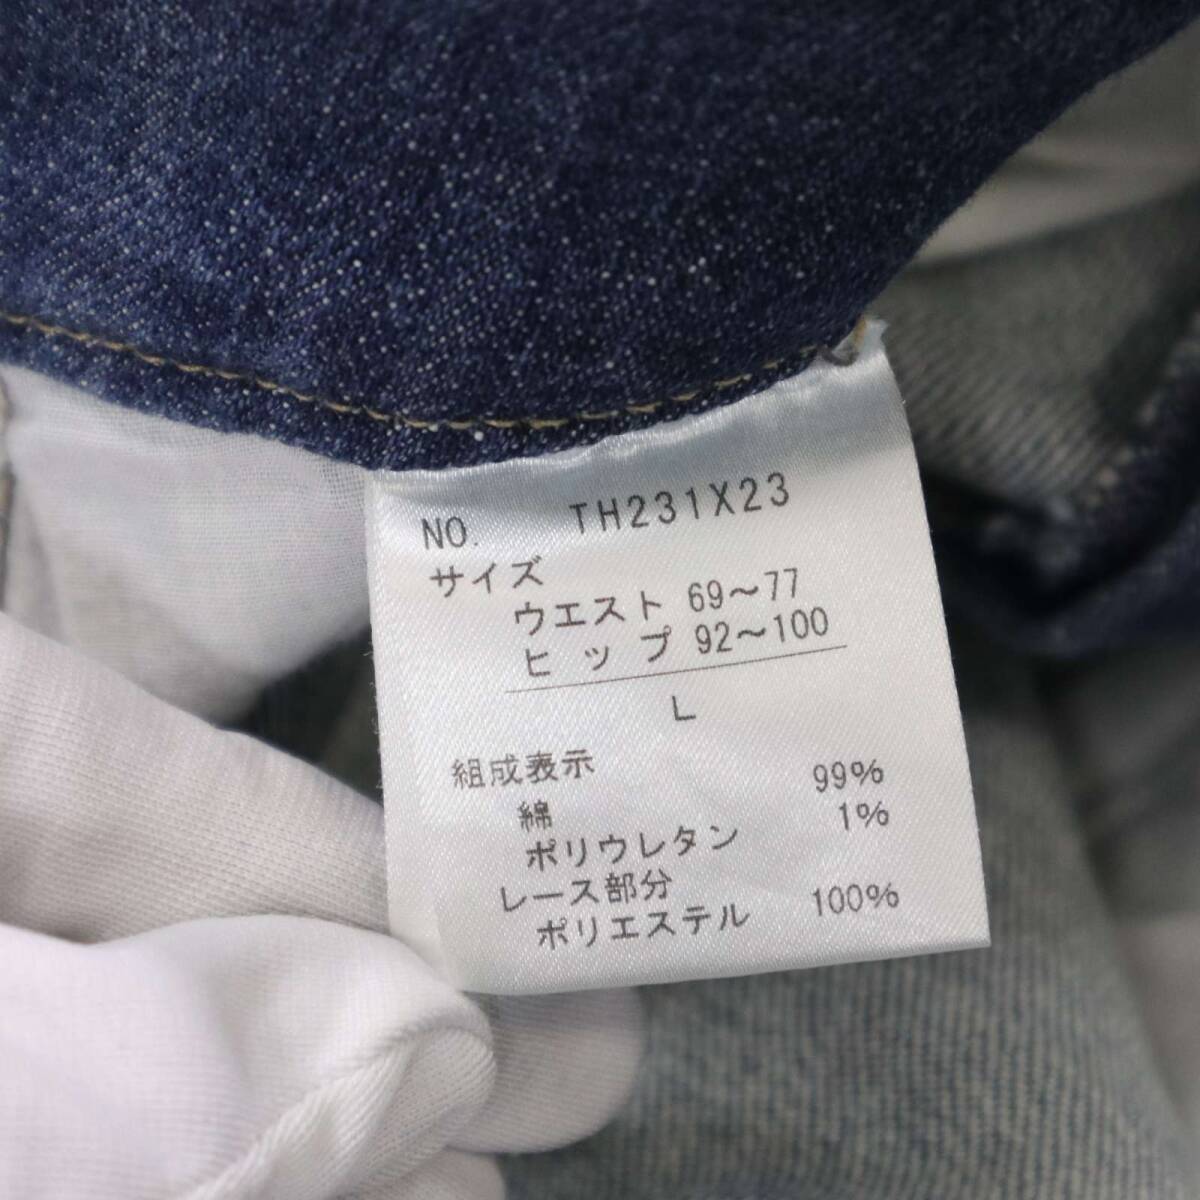 NO. TH231X23
サイズ
ウエスト 69〜77
ヒップ 92〜100
L
組成表示
綿 99%
ポリウレタン 1%
レース部分
ポリエステル 100%